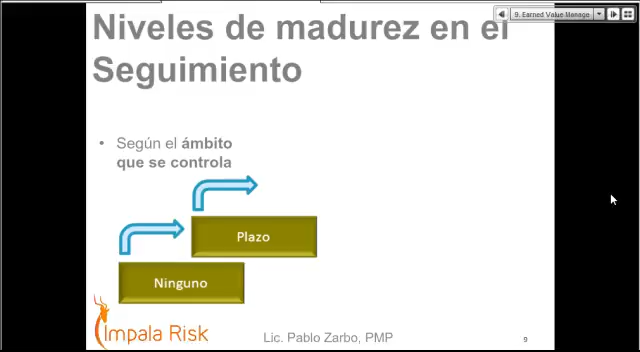 9. Earned Value Manage
Niveles de madurez en el
Seguimiento
• Según el ámbito
que se controla
Plazo
Ninguno
Impala Risk
Lic. Pablo Zarbo, PMP
9